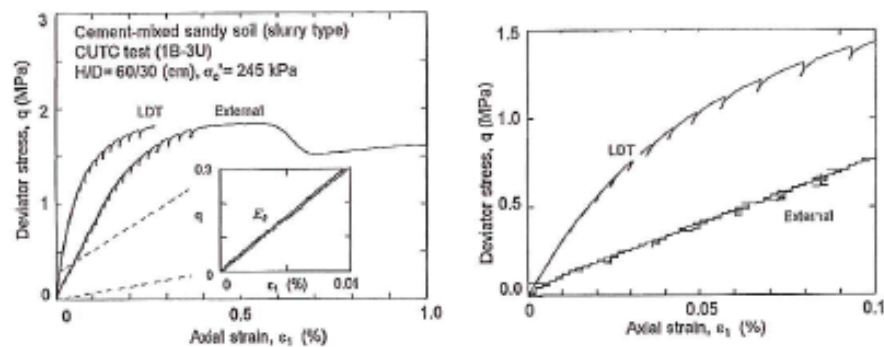 3
Cement-mixed sandy soil (slurry type)
CUTC test (1B-3U)
H/D= 60/30 (cm), σc'= 245 kPa
LDT
External
2
Deviator stress, q (MPa)
0.3
q
E0
1
0
0
ε1 (%)
0.01
0
0
0.5
1.0
Axial strain, ε1 (%)
1.5
1.0
Deviator stress, q (MPa)
LDT
0.5
External
0.0
0
0.05
0.1
Axial strain, ε1 (%)